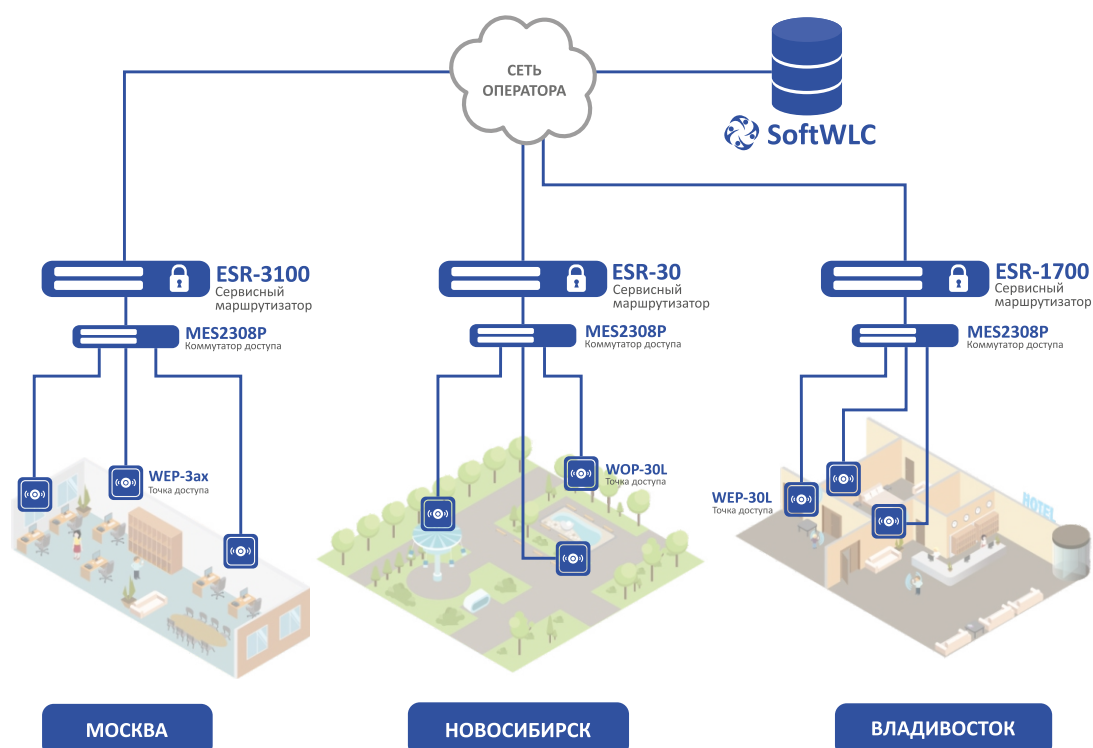 СЕТЬ
ОПЕРАТОРА
SoftWLC
ESR-3100
Сервисный
маршрутизатор
MES2308P
Коммутатор доступа
WEP-3ax
Точка доступа
ESR-30
Сервисный
маршрутизатор
MES2308P
Коммутатор доступа
WOP-30L
Точка доступа
ESR-1700
Сервисный
маршрутизатор
MES2308P
Коммутатор доступа
WEP-30L
Точка доступа
HOTEL
МОСКВА
НОВОСИБИРСК
ВЛАДИВОСТОК